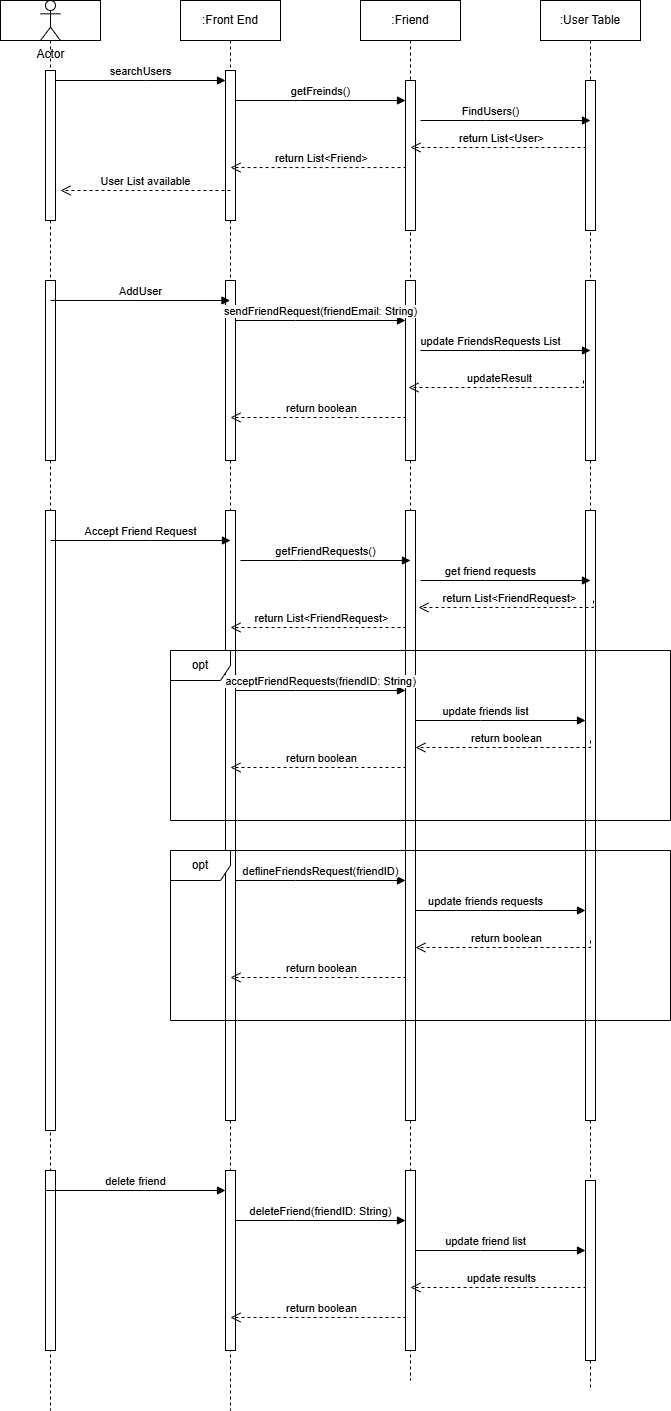 :Front End
:Friend
:User Table
Actor
searchUsers
getFreinds()
FindUsers()
return List<User>
return List<Friend>
User List available
AddUser
sendFriendRequest(friendEmail: String)
update FriendsRequests List
updateResult
return boolean
Accept Friend Request
getFriendRequests()
get friend requests
return List<FriendRequest>
return List<FriendRequest>
opt
acceptFriendRequests(friendID: String)
update friends list
return boolean
return boolean
opt
deflineFriendsRequest(friendID)
update friends requests
return boolean
return boolean
delete friend
deleteFriend(friendID: String)
update friend list
update results
return boolean